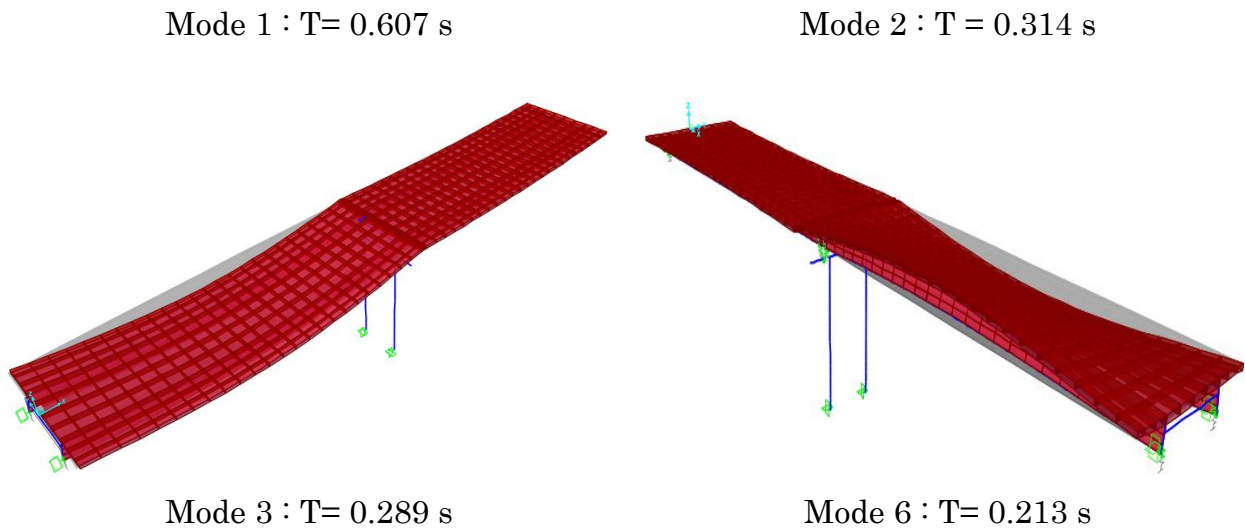 Mode 1 : T= 0.607 s
Mode 2 : T = 0.314 s
Mode 3 : T= 0.289 s
Mode 6 : T= 0.213 s